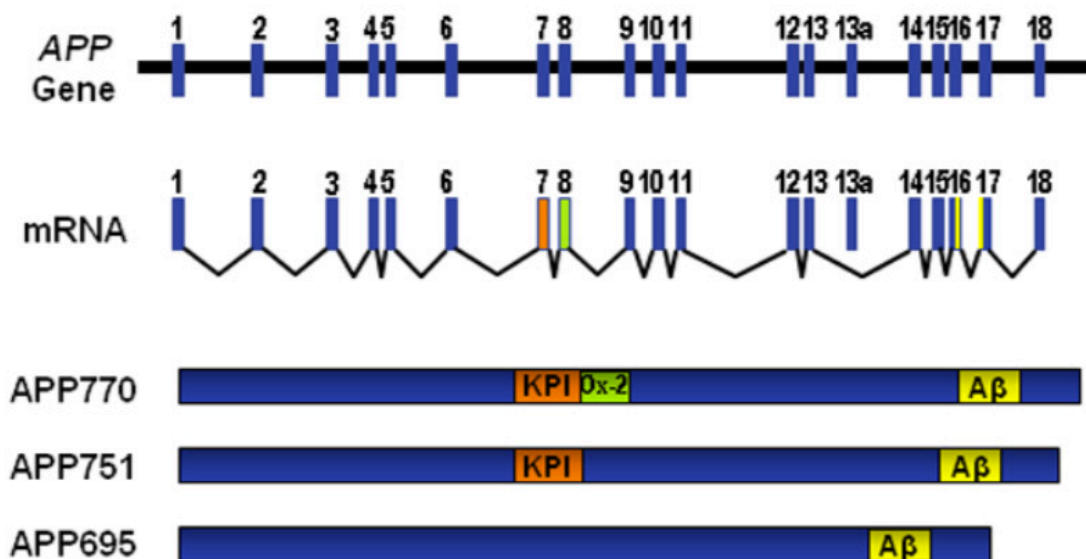 1 2 3 4 5 6 7 8 9 10 11 12 13 13a 14 15 16 17 18
APP
Gene
1 2 3 4 5 6 7 8 9 10 11 12 13 13a 14 15 16 17 18
mRNA
APP770 KPI Ox-2 Aβ
APP751 KPI Aβ
APP695 Aβ